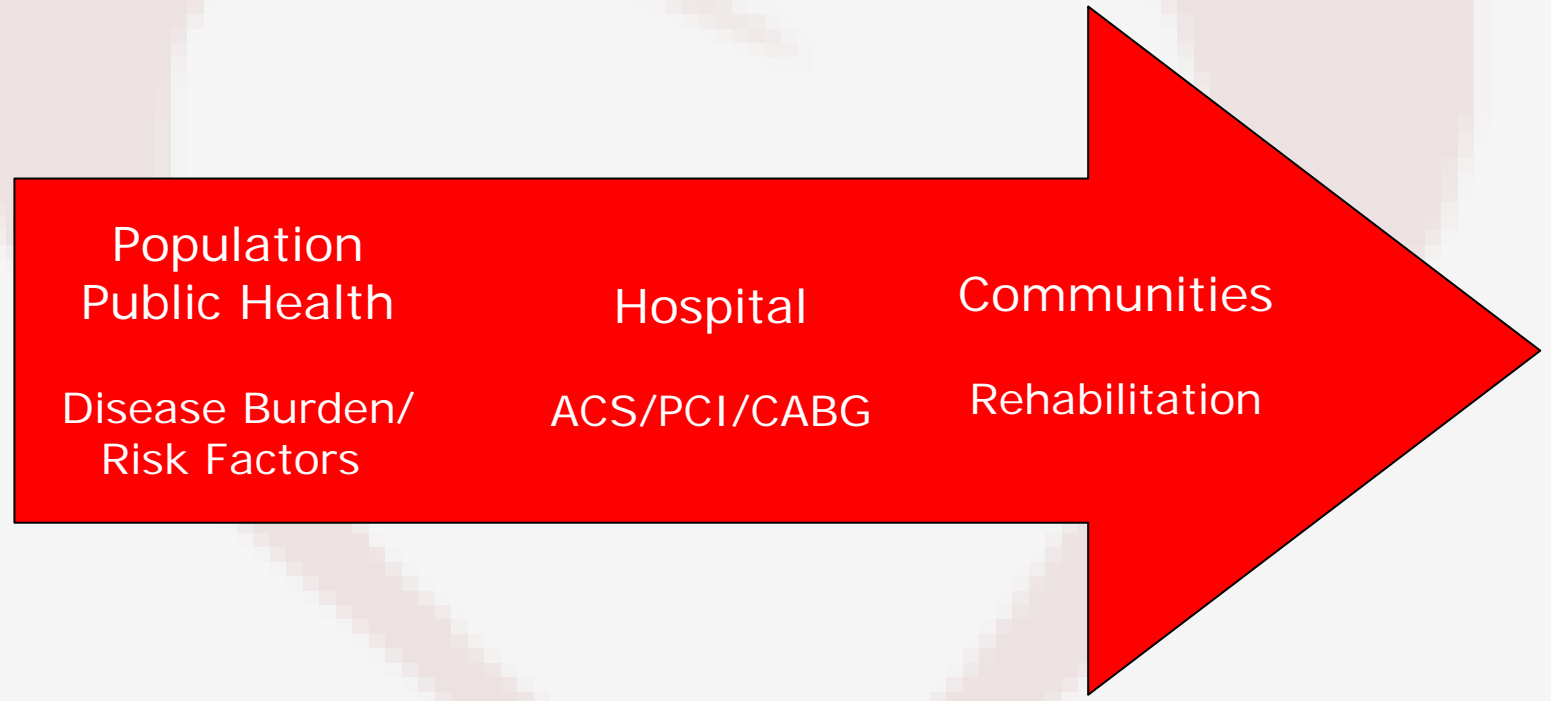 Population
Public Health
Disease Burden/
Risk Factors
Hospital
ACS/PCI/CABG
Communities
Rehabilitation